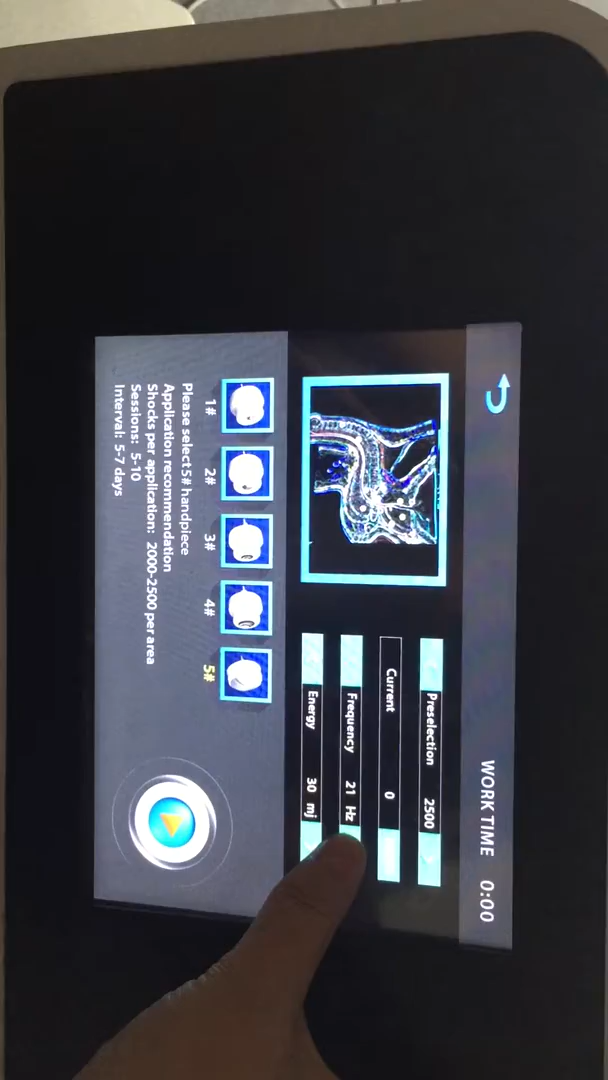 WORK TIME 0:00
Preselection 2500
Current 0
Frequency 21 Hz
Energy 30 mj
1# 2# 3# 4# 5#
Please select5# handpiece
Application recommendation
Shocks per application: 2000-2500 per area
Sessions: 5-10
Interval: 5-7 days